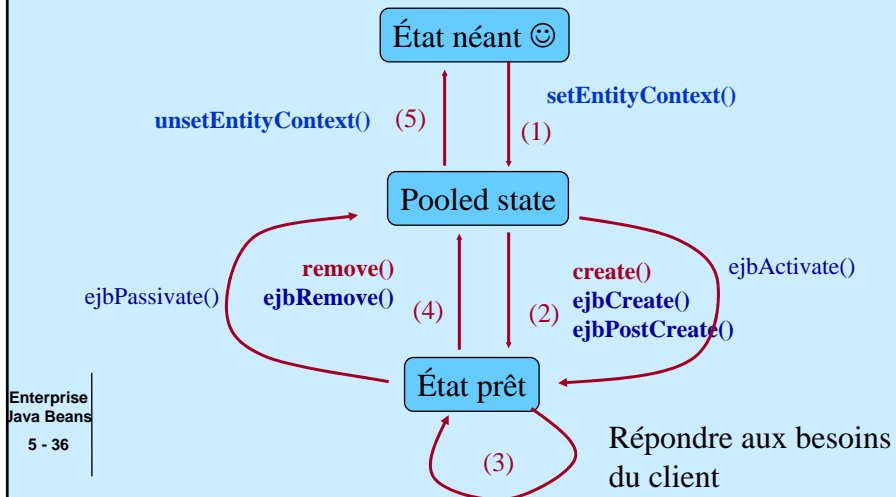 État néant ☺
setEntityContext()
unsetEntityContext()
(5)
(1)
Pooled state
remove()
ejbRemove()
create()
ejbCreate()
ejbPostCreate()
ejbActivate()
ejbPassivate()
(4)
(2)
État prêt
Enterprise
Java Beans
5 - 36
(3)
Répondre aux besoins
du client